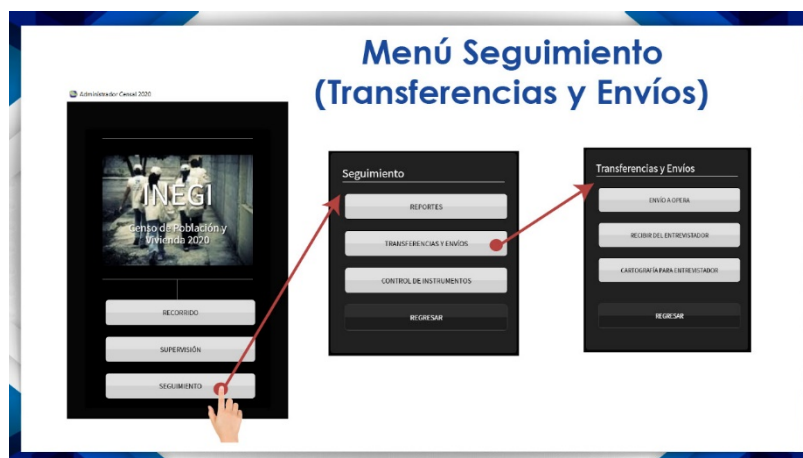 Menú Seguimiento
(Transferencias y Envíos)
Administrador Censal 2020
INEGI
Censo de Población y
Vivienda 2020
RECORRIDO
SUPERVISIÓN
SEGUIMIENTO
Seguimiento
REPORTES
TRANSFERENCIAS Y ENVÍOS
CONTROL DE INSTRUMENTOS
REGRESAR
Transferencias y Envíos
ENVÍO A OPERA
RECIBIR DEL ENTREVISTADOR
CARTOGRAFÍA PARA ENTREVISTADOR
REGRESAR